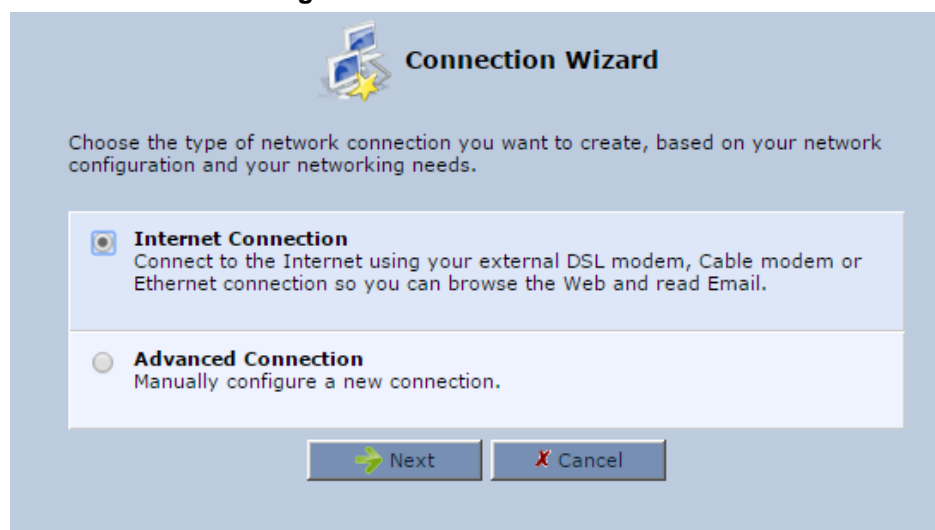 Connection Wizard
Choose the type of network connection you want to create, based on your network
configuration and your networking needs.
Internet Connection
Connect to the Internet using your external DSL modem, Cable modem or
Ethernet connection so you can browse the Web and read Email.
Advanced Connection
Manually configure a new connection.
Next
Cancel